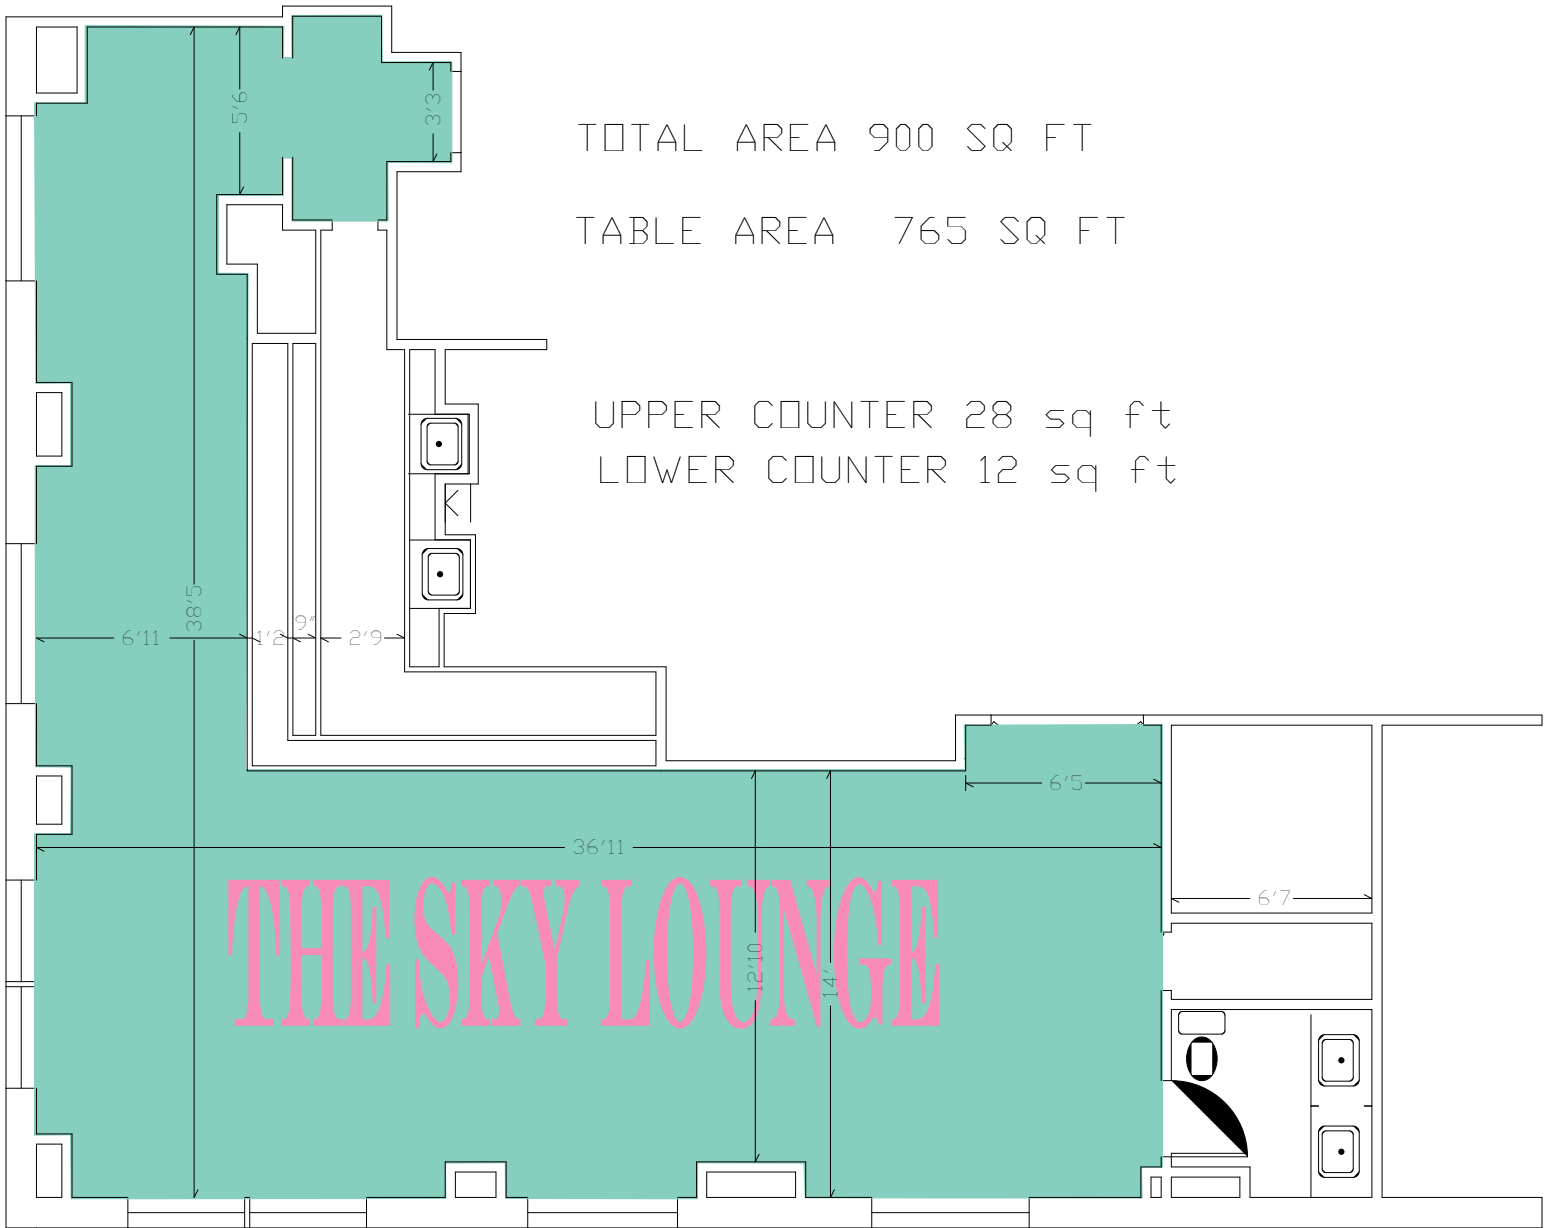 5'6
3'3
TOTAL AREA 900 SQ FT
TABLE AREA 765 SQ FT
UPPER COUNTER 28 sq ft
LOWER COUNTER 12 sq ft
38'5
9"
6'11
1'2
2'9
6'5
36'11
6'7
THE SKY LOUNGE
12'10
14'